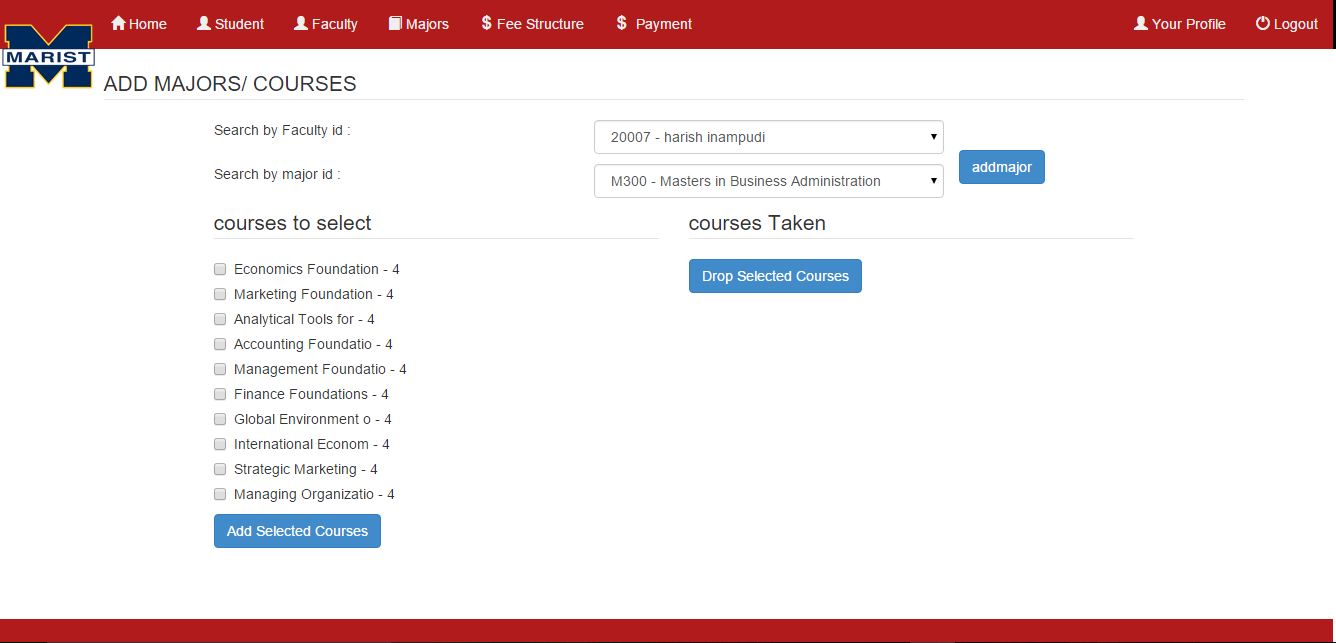 Home Student Faculty Majors $ Fee Structure $ Payment Your Profile Logout
MARIST
ADD MAJORS/ COURSES
Search by Faculty id : 20007 - harish inampudi
Search by major id : M300 - Masters in Business Administration
addmajor
courses to select
Economics Foundation - 4
Marketing Foundation - 4
Analytical Tools for - 4
Accounting Foundatio - 4
Management Foundatio - 4
Finance Foundations - 4
Global Environment o - 4
International Econom - 4
Strategic Marketing - 4
Managing Organizatio - 4
Add Selected Courses
courses Taken
Drop Selected Courses